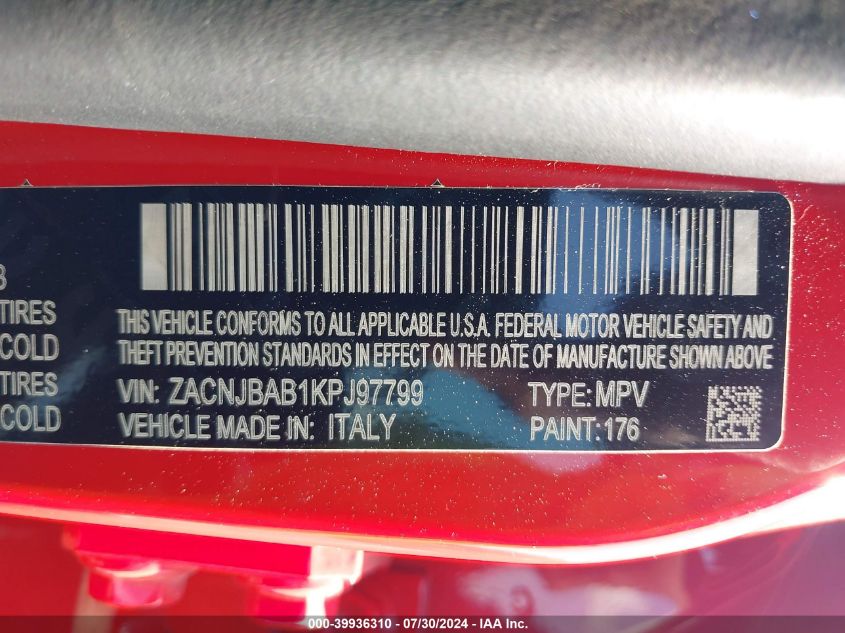 3
TIRES
COLD
TIRES
COLD
THIS VEHICLE CONFORMS TO ALL APPLICABLE U.S.A. FEDERAL MOTOR VEHICLE SAFETY AND
THEFT PREVENTION STANDARDS IN EFFECT ON THE DATE OF MANUFACTURE SHOWN ABOVE
VIN: ZACNJBAB1KPJ97799 TYPE: MPV
VEHICLE MADE IN: ITALY PAINT: 176
000-39936310 / 07/30/2024 - IAA Inc.